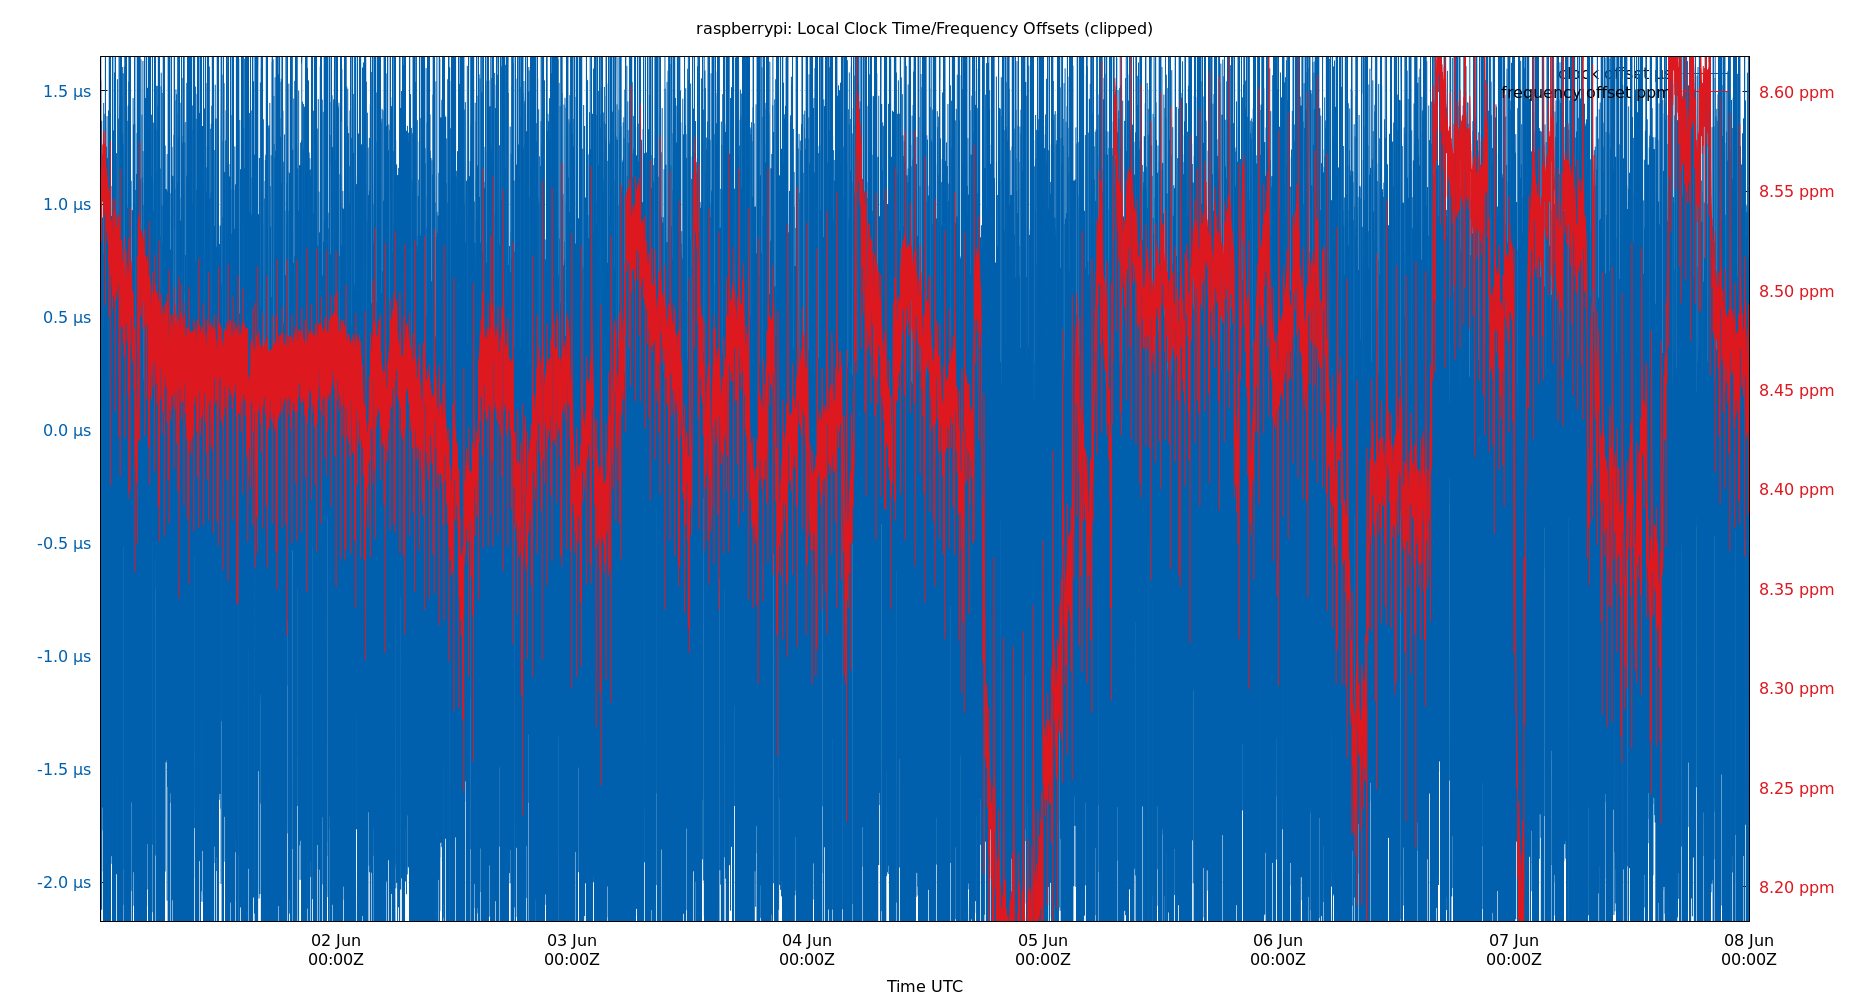 raspberrypi: Local Clock Time/Frequency Offsets (clipped)
clock offset µs
frequency offset ppm
1.5 µs
1.0 µs
0.5 µs
0.0 µs
-0.5 µs
-1.0 µs
-1.5 µs
-2.0 µs
8.60 ppm
8.55 ppm
8.50 ppm
8.45 ppm
8.40 ppm
8.35 ppm
8.30 ppm
8.25 ppm
8.20 ppm
02 Jun 03 Jun 04 Jun 05 Jun 06 Jun 07 Jun 08 Jun
00:00Z 00:00Z 00:00Z 00:00Z 00:00Z 00:00Z 00:00Z
Time UTC